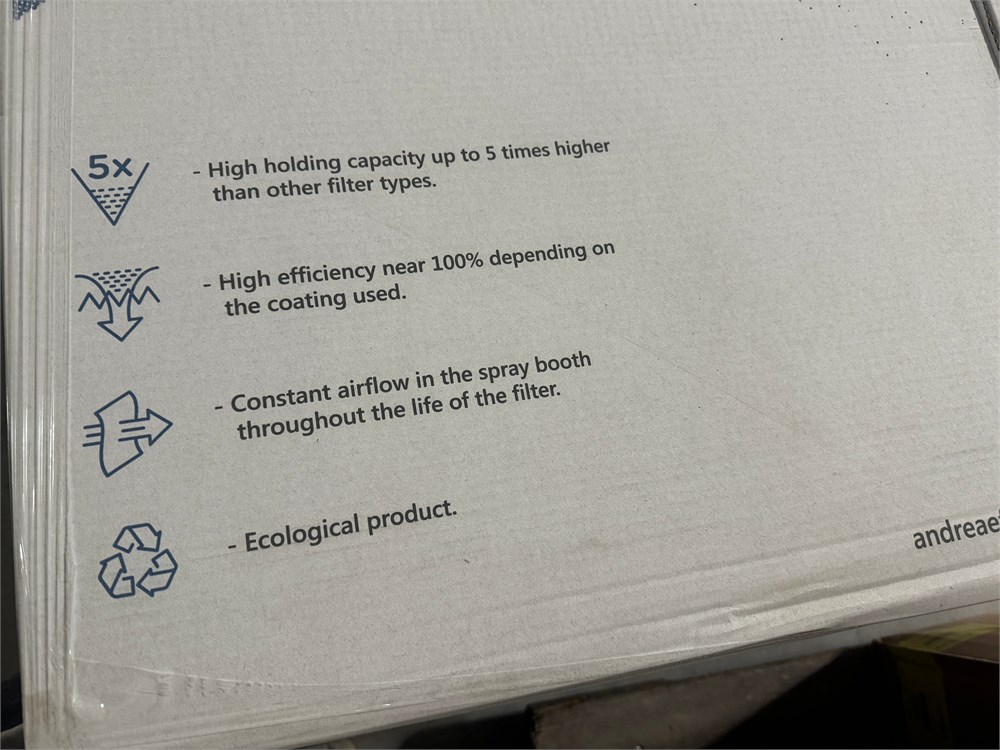 5x
- High holding capacity up to 5 times higher
than other filter types.
- High efficiency near 100% depending on
the coating used.
- Constant airflow in the spray booth
throughout the life of the filter.
- Ecological product.